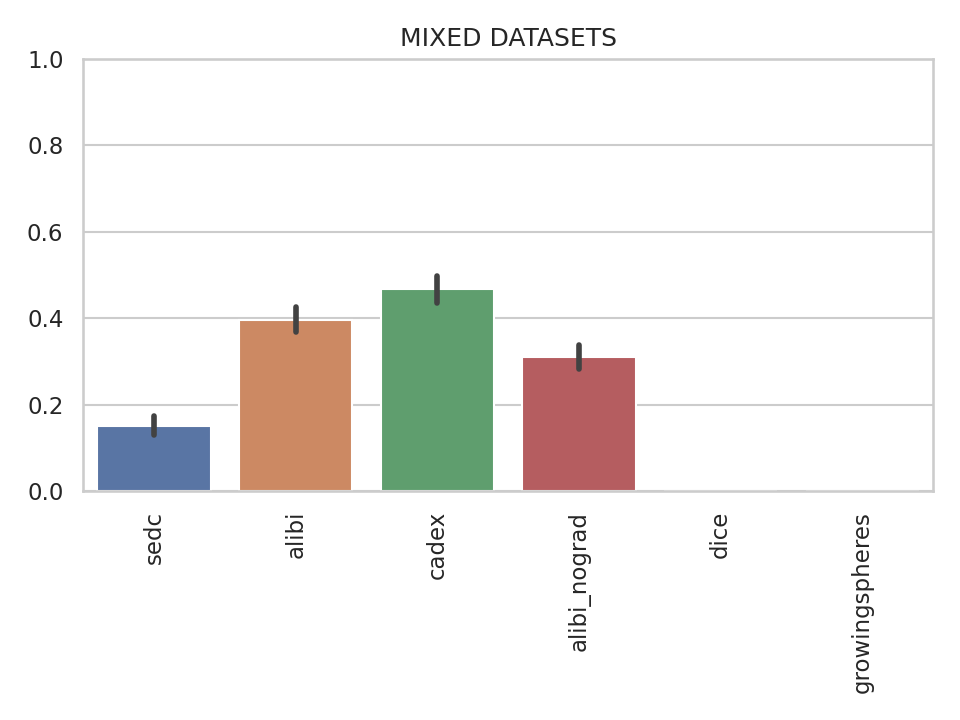 MIXED DATASETS
1.0
0.8
0.6
0.4
0.2
0.0
sedc
alibi
cadex
alibi_nograd
dice
growingspheres